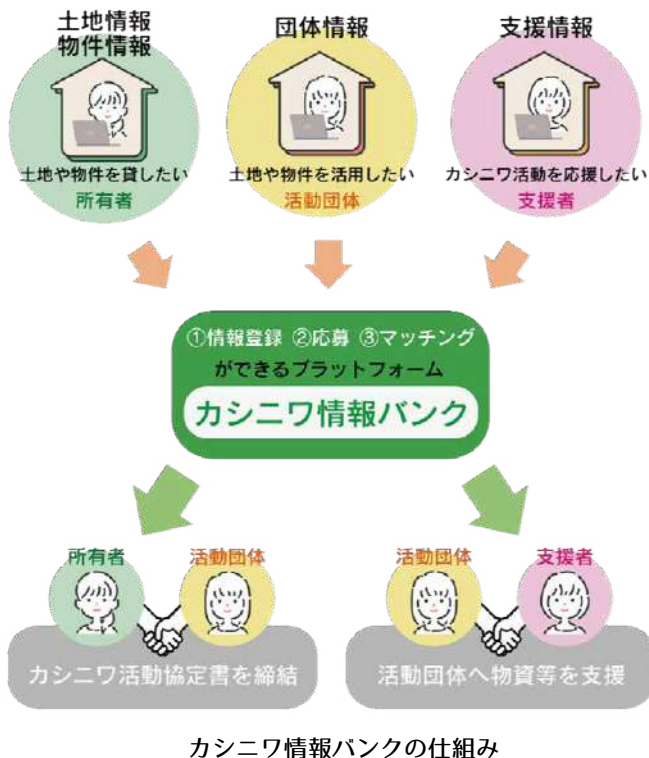 土地情報
物件情報
団体情報
支援情報
土地や物件を貸したい
所有者
土地や物件を活用したい
活動団体
カシニワ活動を応援したい
支援者
①情報登録 ②応募 ③マッチング
ができるプラットフォーム
カシニワ情報バンク
所有者
活動団体
カシニワ活動協定書を締結
活動団体
支援者
活動団体へ物資等を支援
カシニワ情報バンクの仕組み